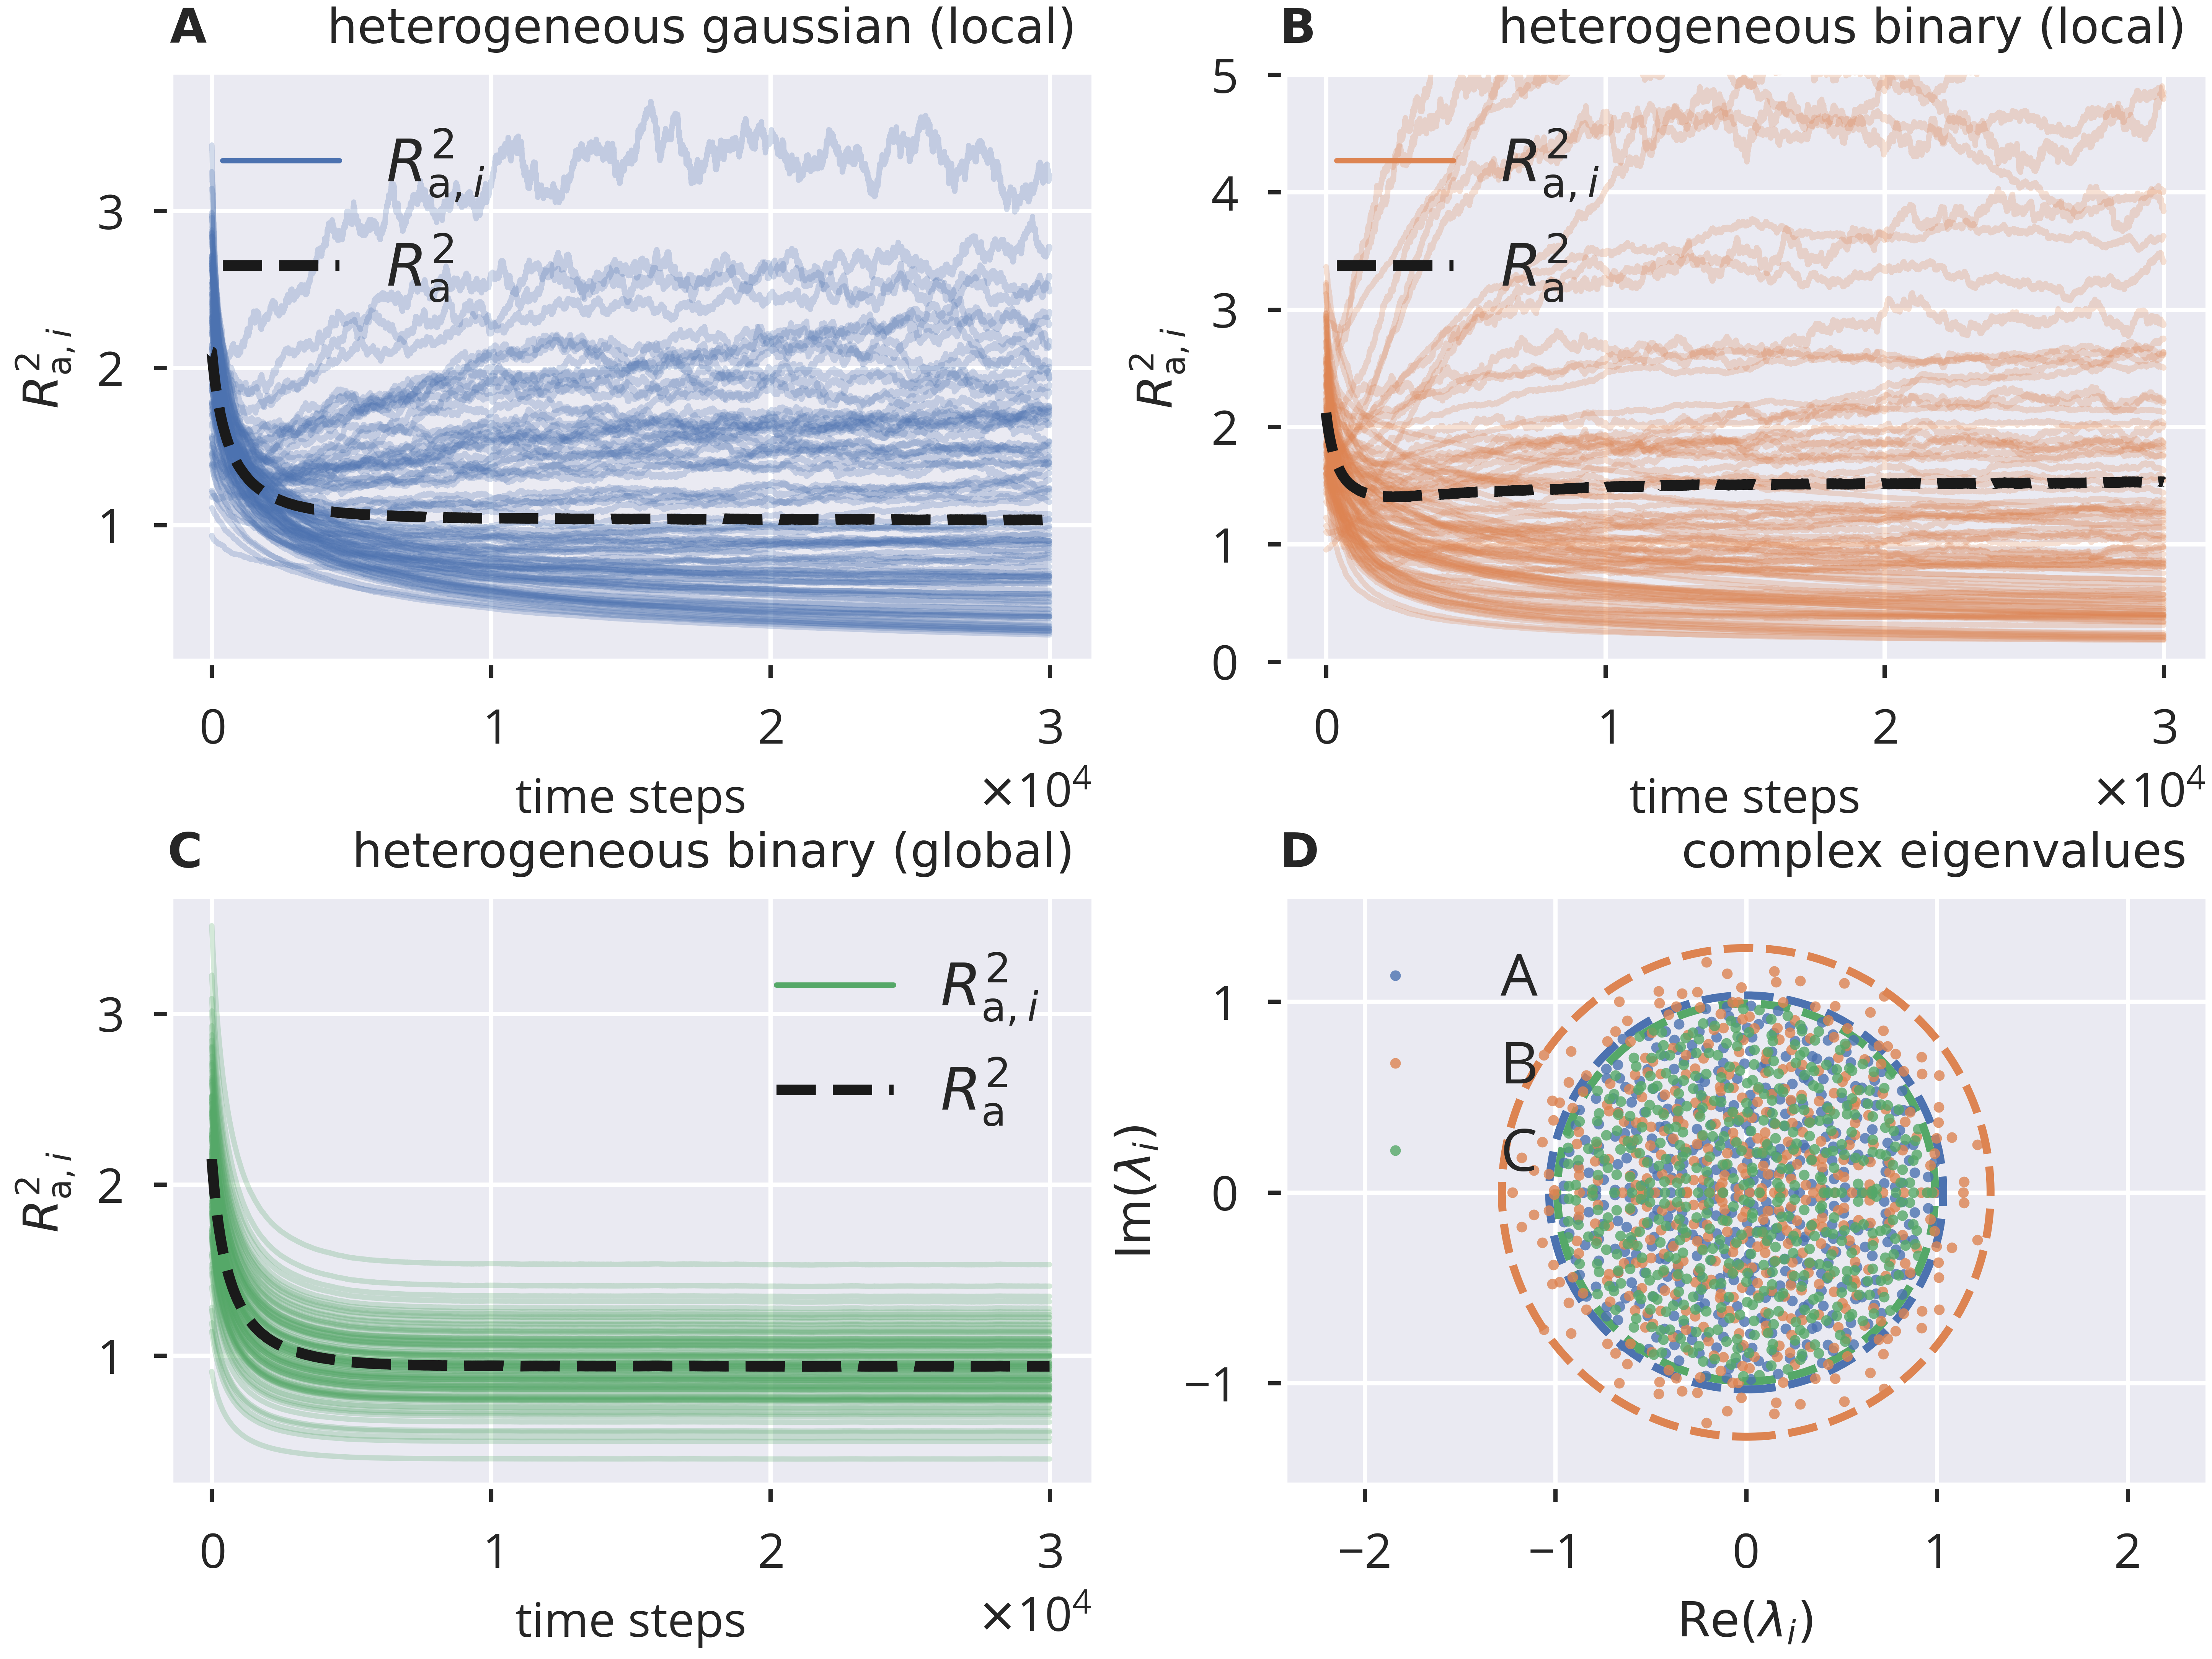 A heterogeneous gaussian (local)
R²a,i
R²a
R²a,i
3
2
1
0 1 2 3
time steps ×10⁴
B heterogeneous binary (local)
R²a,i
R²a
R²a,i
5
4
3
2
1
0
0 1 2 3
time steps ×10⁴
C heterogeneous binary (global)
R²a,i
R²a
R²a,i
3
2
1
0 1 2 3
time steps ×10⁴
D complex eigenvalues
A
B
C
Im(λi)
1
0
−1
−2 −1 0 1 2
Re(λi)